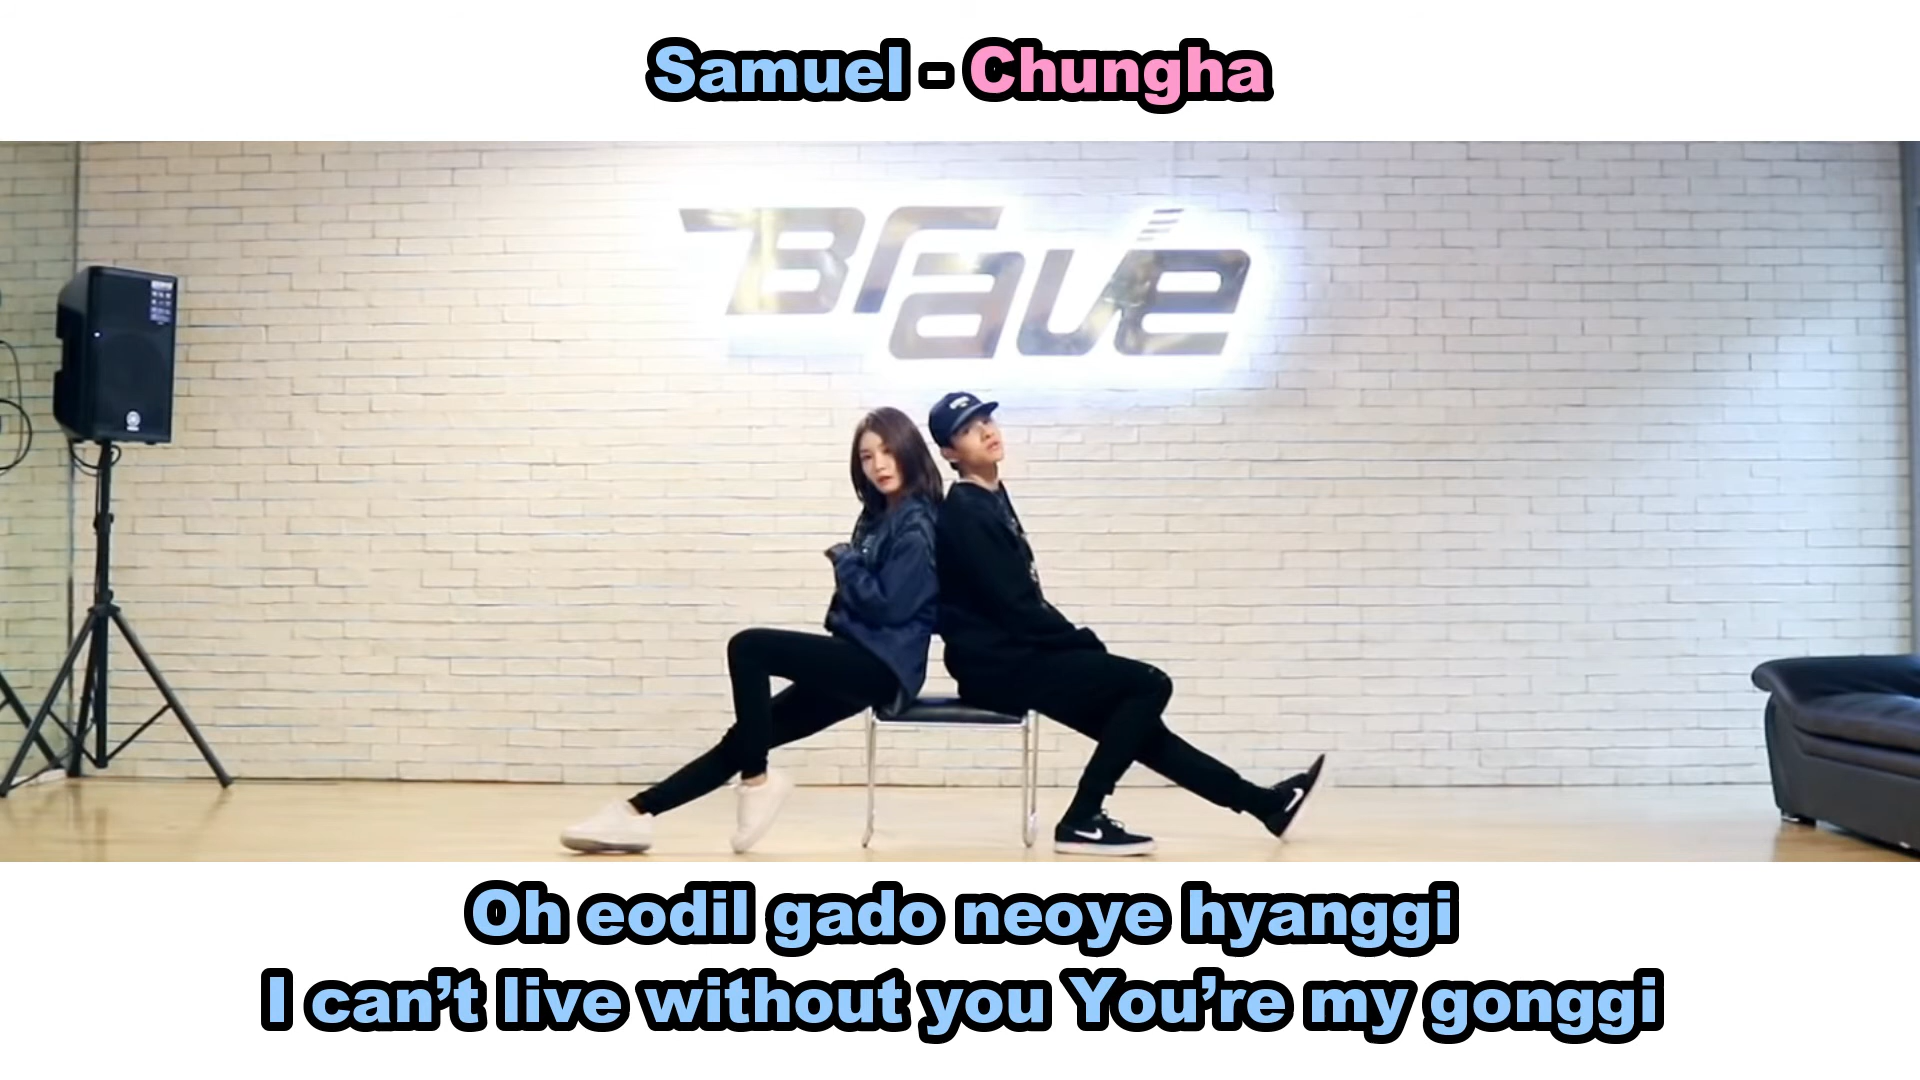 Samuel - Chungha
Brave
Oh eodil gado neoye hyanggi
I can’t live without you You’re my gonggi